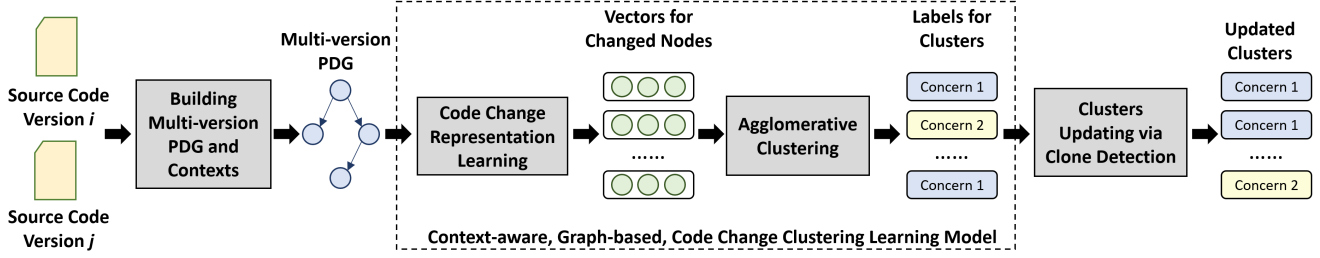 Source Code
Version i
Source Code
Version j
Building
Multi-version
PDG and
Contexts
Multi-version
PDG
Code Change
Representation
Learning
Vectors for
Changed Nodes
......
Agglomerative
Clustering
Labels for
Clusters
Concern 1
Concern 2
......
Concern 1
Context-aware, Graph-based, Code Change Clustering Learning Model
Clusters
Updating via
Clone Detection
Updated
Clusters
Concern 1
Concern 1
......
Concern 2